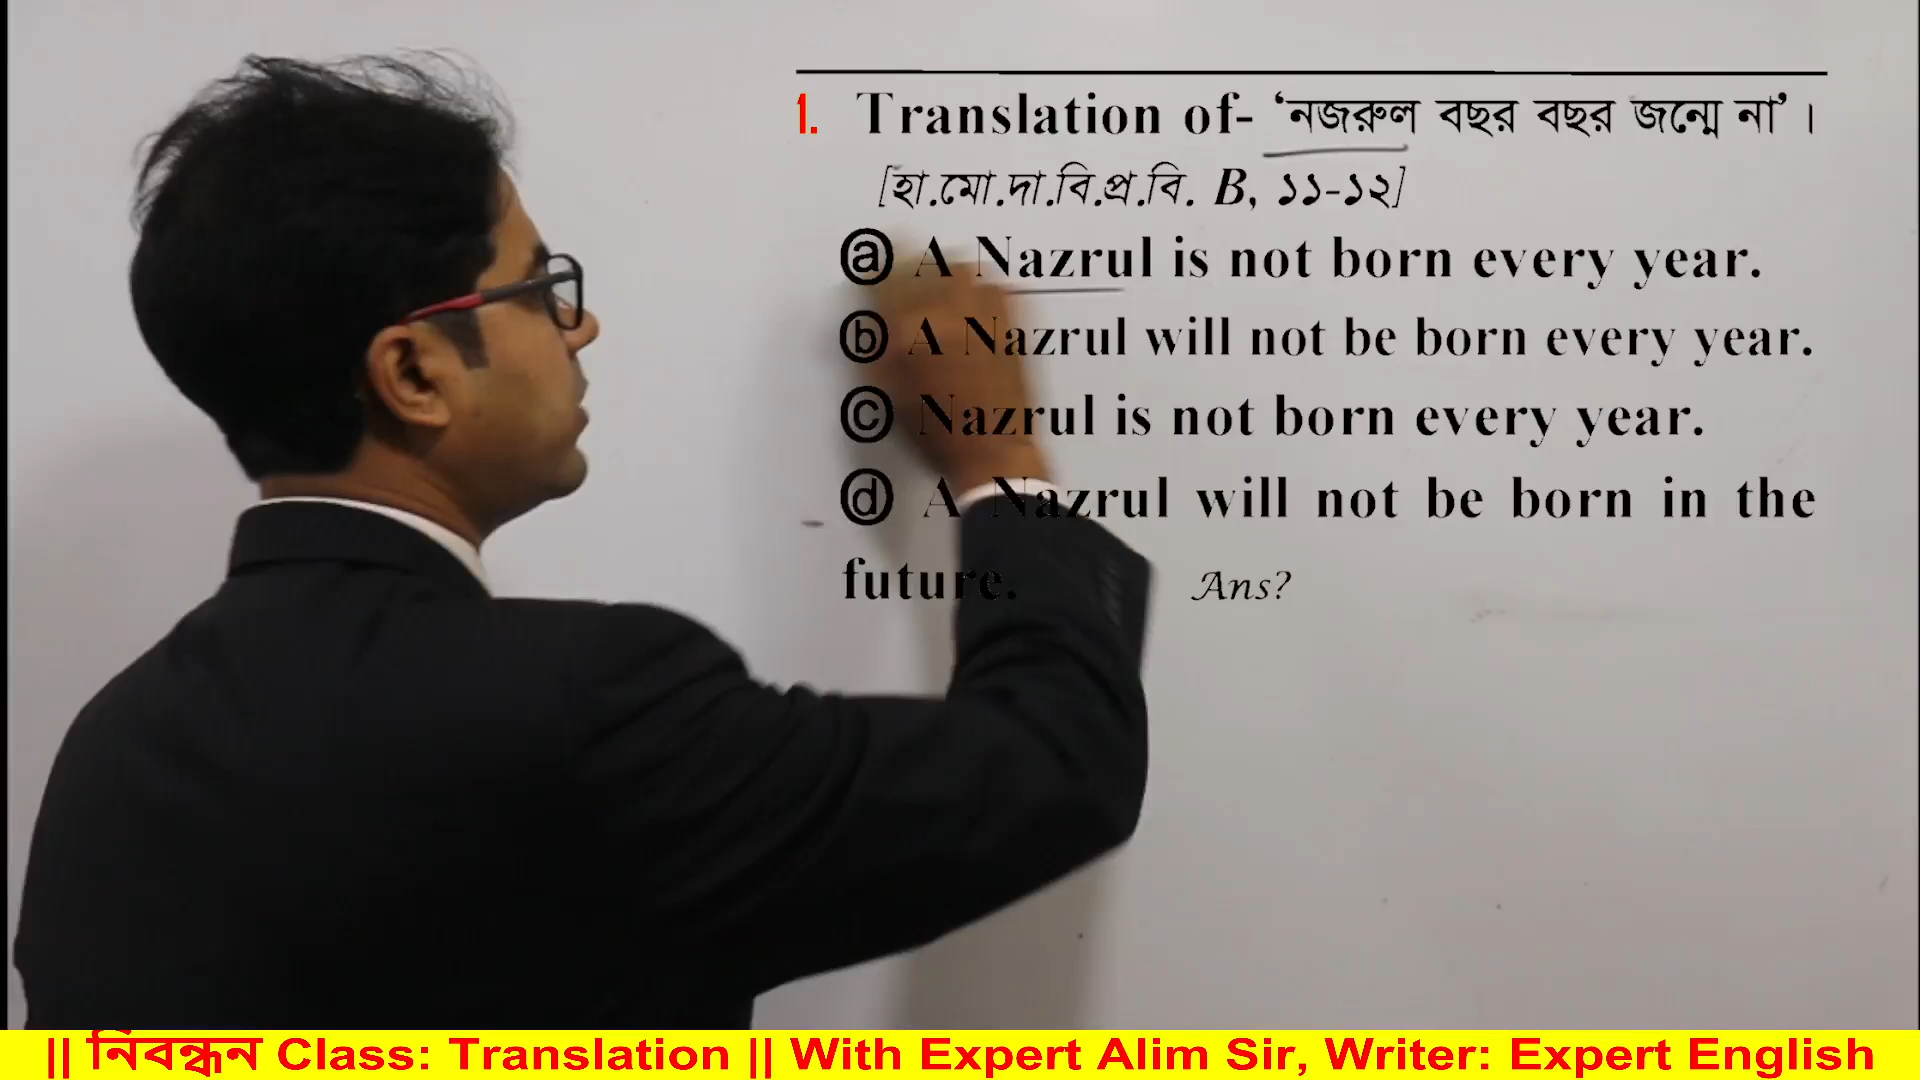 1. Translation of- ‘নজরুল বছর বছর জন্মে না’ ।
[হা.মো.দা.বি.প্র.বি. B, ১১-১২]
ⓐ A Nazrul is not born every year.
ⓑ A Nazrul will not be born every year.
ⓒ Nazrul is not born every year.
ⓓ A Nazrul will not be born in the
future. Ans?
|| নিবন্ধন Class: Translation || With Expert Alim Sir, Writer: Expert English